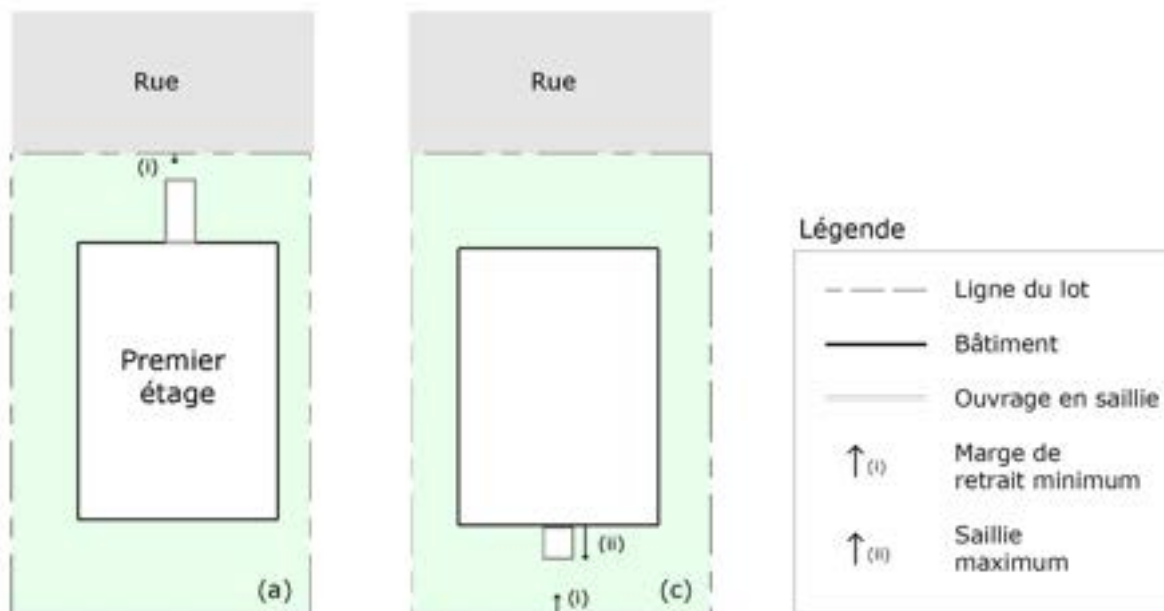 Rue
(i)
Premier
étage
(a)
Rue
(ii)
(i)
(c)
Légende
Ligne du lot
Bâtiment
Ouvrage en saillie
(i)
Marge de
retrait minimum
(ii)
Saillie
maximum